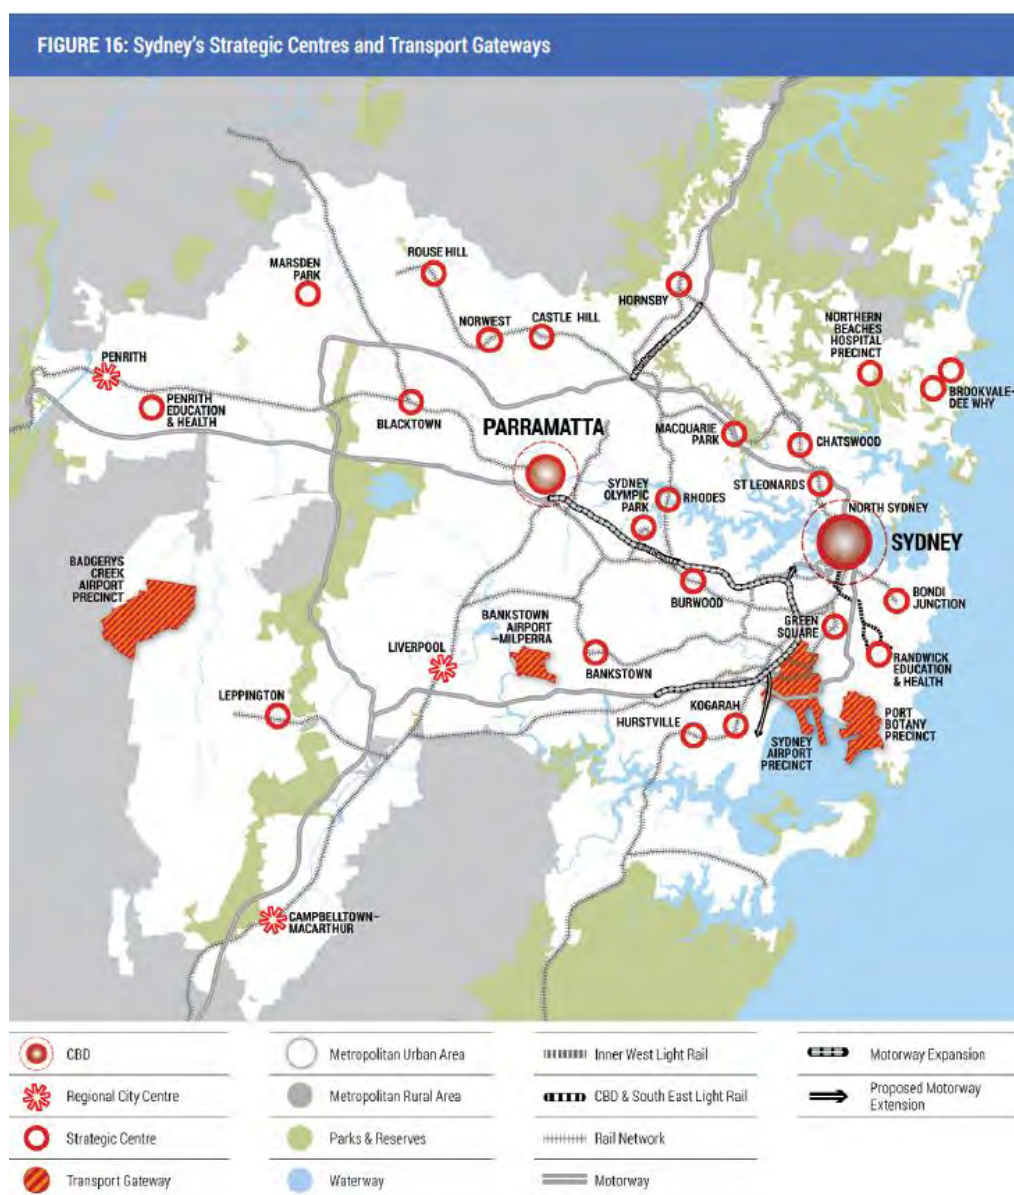 FIGURE 16: Sydney's Strategic Centres and Transport Gateways
ROUSE HILL
MARSDEN
PARK
HORNSBY
NORWEST
CASTLE HILL
NORTHERN
BEACHES
HOSPITAL
PRECINCT
PENRITH
BROOKVALE–
DEE WHY
PENRITH
EDUCATION
& HEALTH
BLACKTOWN
PARRAMATTA
MACQUARIE
PARK
CHATSWOOD
SYDNEY
OLYMPIC
PARK
RHODES
ST LEONARDS
NORTH SYDNEY
SYDNEY
BADGERYS
CREEK
AIRPORT
PRECINCT
BURWOOD
BONDI
JUNCTION
BANKSTOWN
AIRPORT
–MILPERRA
GREEN
SQUARE
LIVERPOOL
BANKSTOWN
RANDWICK
EDUCATION
& HEALTH
LEPPINGTON
HURSTVILLE
KOGARAH
PORT
BOTANY
PRECINCT
SYDNEY
AIRPORT
PRECINCT
CAMPBELLTOWN–
MACARTHUR
CBD
Regional City Centre
Strategic Centre
Transport Gateway
Metropolitan Urban Area
Metropolitan Rural Area
Parks & Reserves
Waterway
Inner West Light Rail
CBD & South East Light Rail
Rail Network
Motorway
Motorway Expansion
Proposed Motorway
Extension